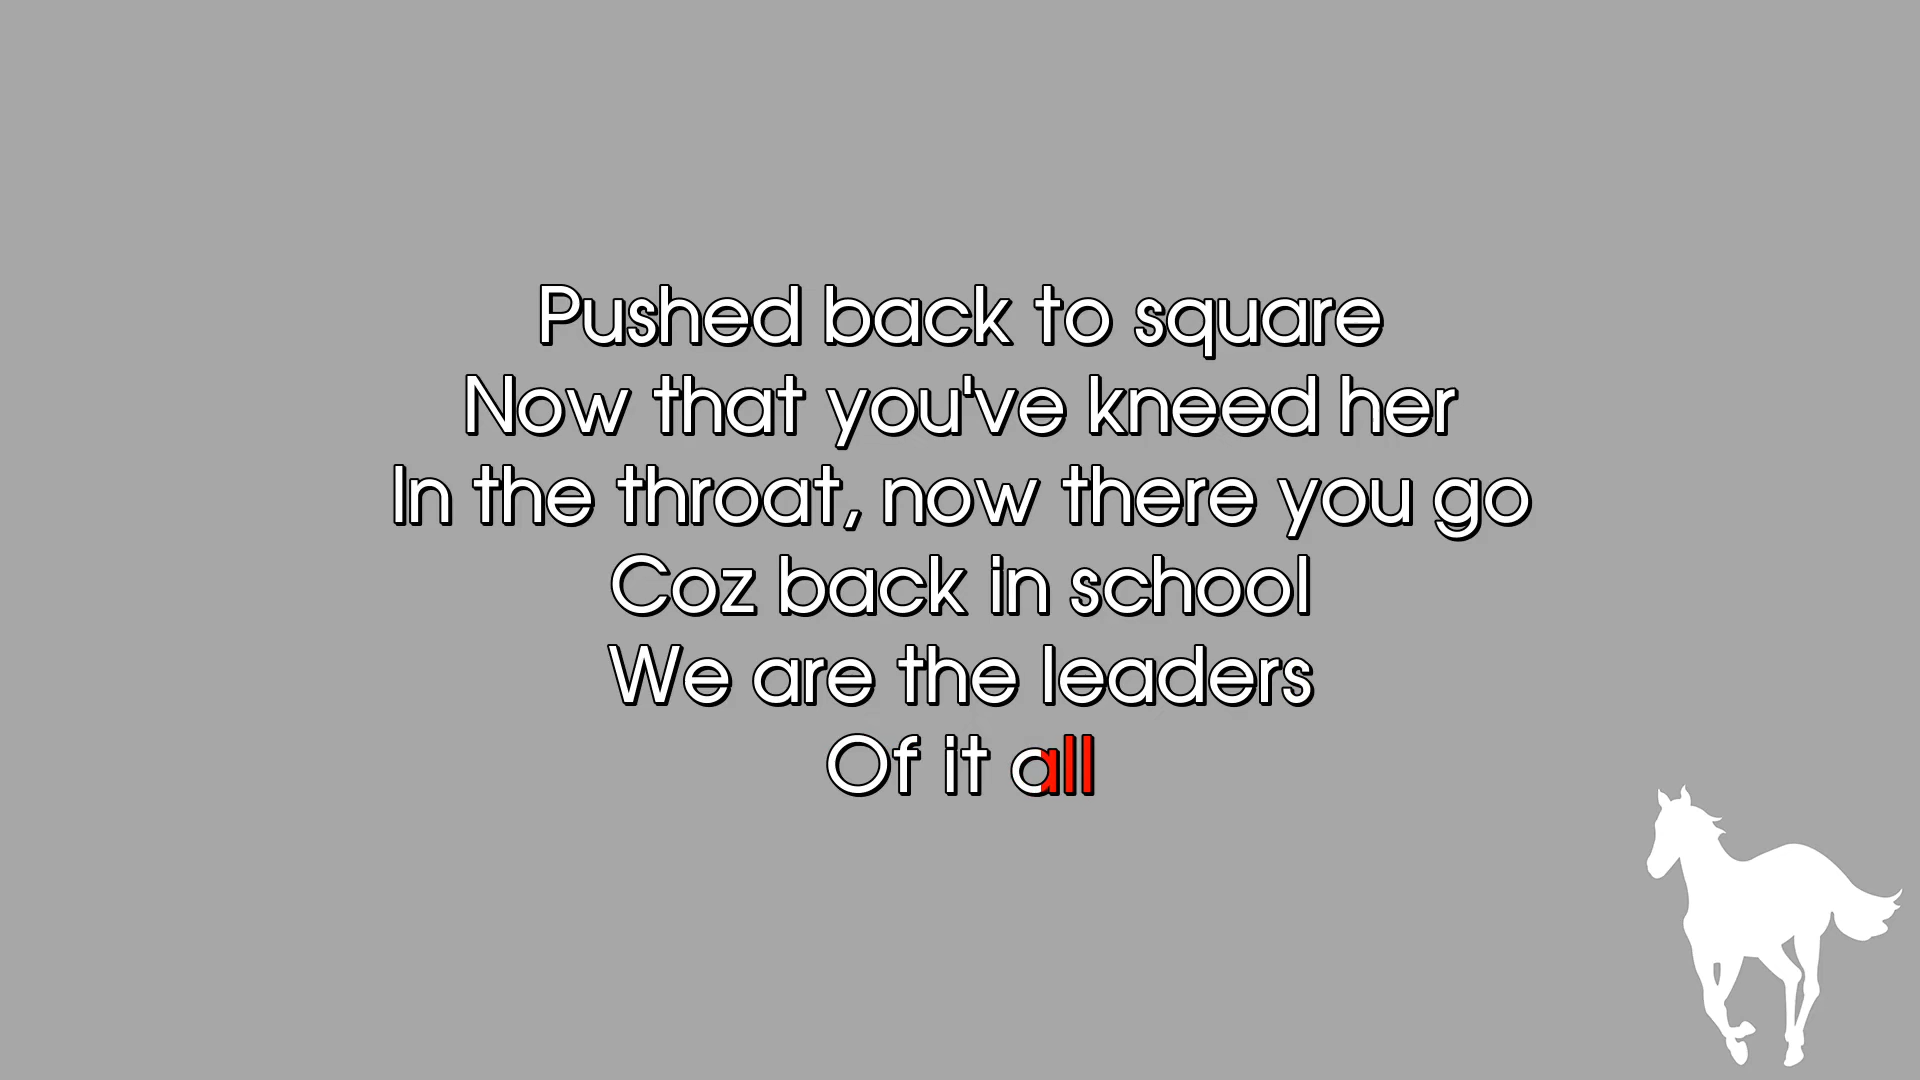 Pushed back to square
Now that you've kneed her
In the throat, now there you go
Coz back in school
We are the leaders
Of it all